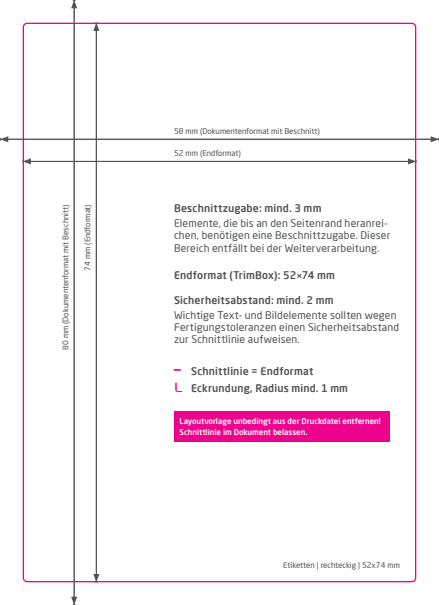 58 mm (Dokumentenformat mit Beschnitt)
52 mm (Endformat)
80 mm (Dokumentenformat mit Beschnitt)
74 mm (Endformat)
Beschnittzugabe: mind. 3 mm
Elemente, die bis an den Seitenrand heranrei-
chen, benötigen eine Beschnittzugabe. Dieser
Bereich entfällt bei der Weiterverarbeitung.
Endformat (TrimBox): 52×74 mm
Sicherheitsabstand: mind. 2 mm
Wichtige Text- und Bildelemente sollten wegen
Fertigungstoleranzen einen Sicherheitsabstand
zur Schnittlinie aufweisen.
Schnittlinie = Endformat
Eckrundung, Radius mind. 1 mm
Layoutvorlage unbedingt aus der Druckdatei entfernen!
Schnittlinie im Dokument belassen.
Etiketten | rechteckig | 52x74 mm